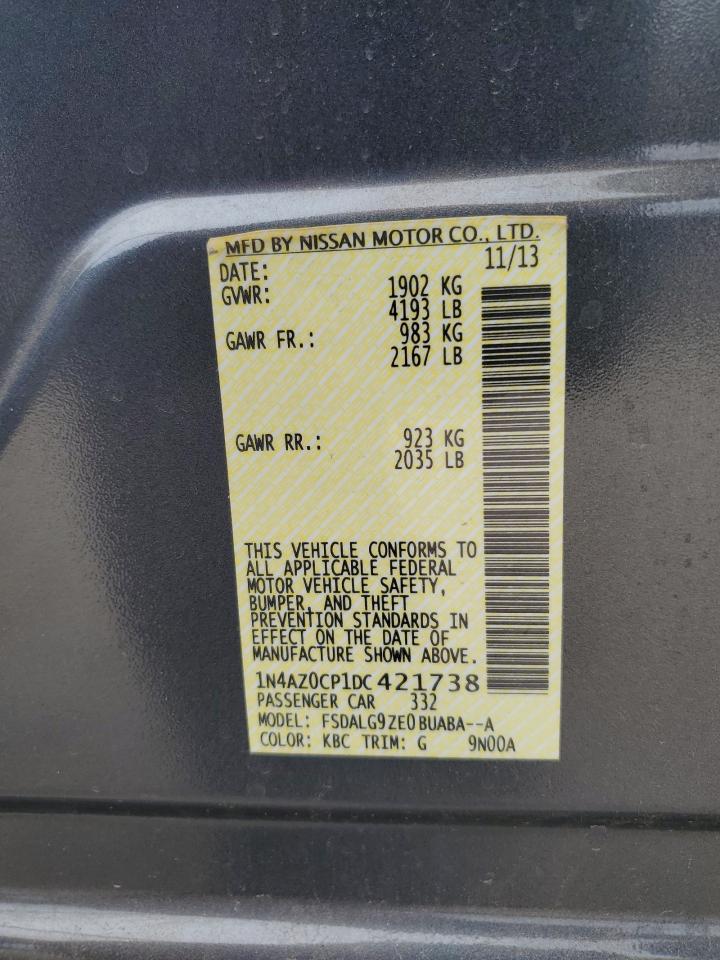 MFD BY NISSAN MOTOR CO., LTD.
DATE: 11/13
GVWR: 1902 KG
4193 LB
GAWR FR.: 983 KG
2167 LB
GAWR RR.: 923 KG
2035 LB
THIS VEHICLE CONFORMS TO
ALL APPLICABLE FEDERAL
MOTOR VEHICLE SAFETY,
BUMPER, AND THEFT
PREVENTION STANDARDS IN
EFFECT ON THE DATE OF
MANUFACTURE SHOWN ABOVE.
1N4AZ0CP1DC421738
PASSENGER CAR 332
MODEL: FSDALG9ZE0BUABA--A
COLOR: KBC TRIM: G 9N00A